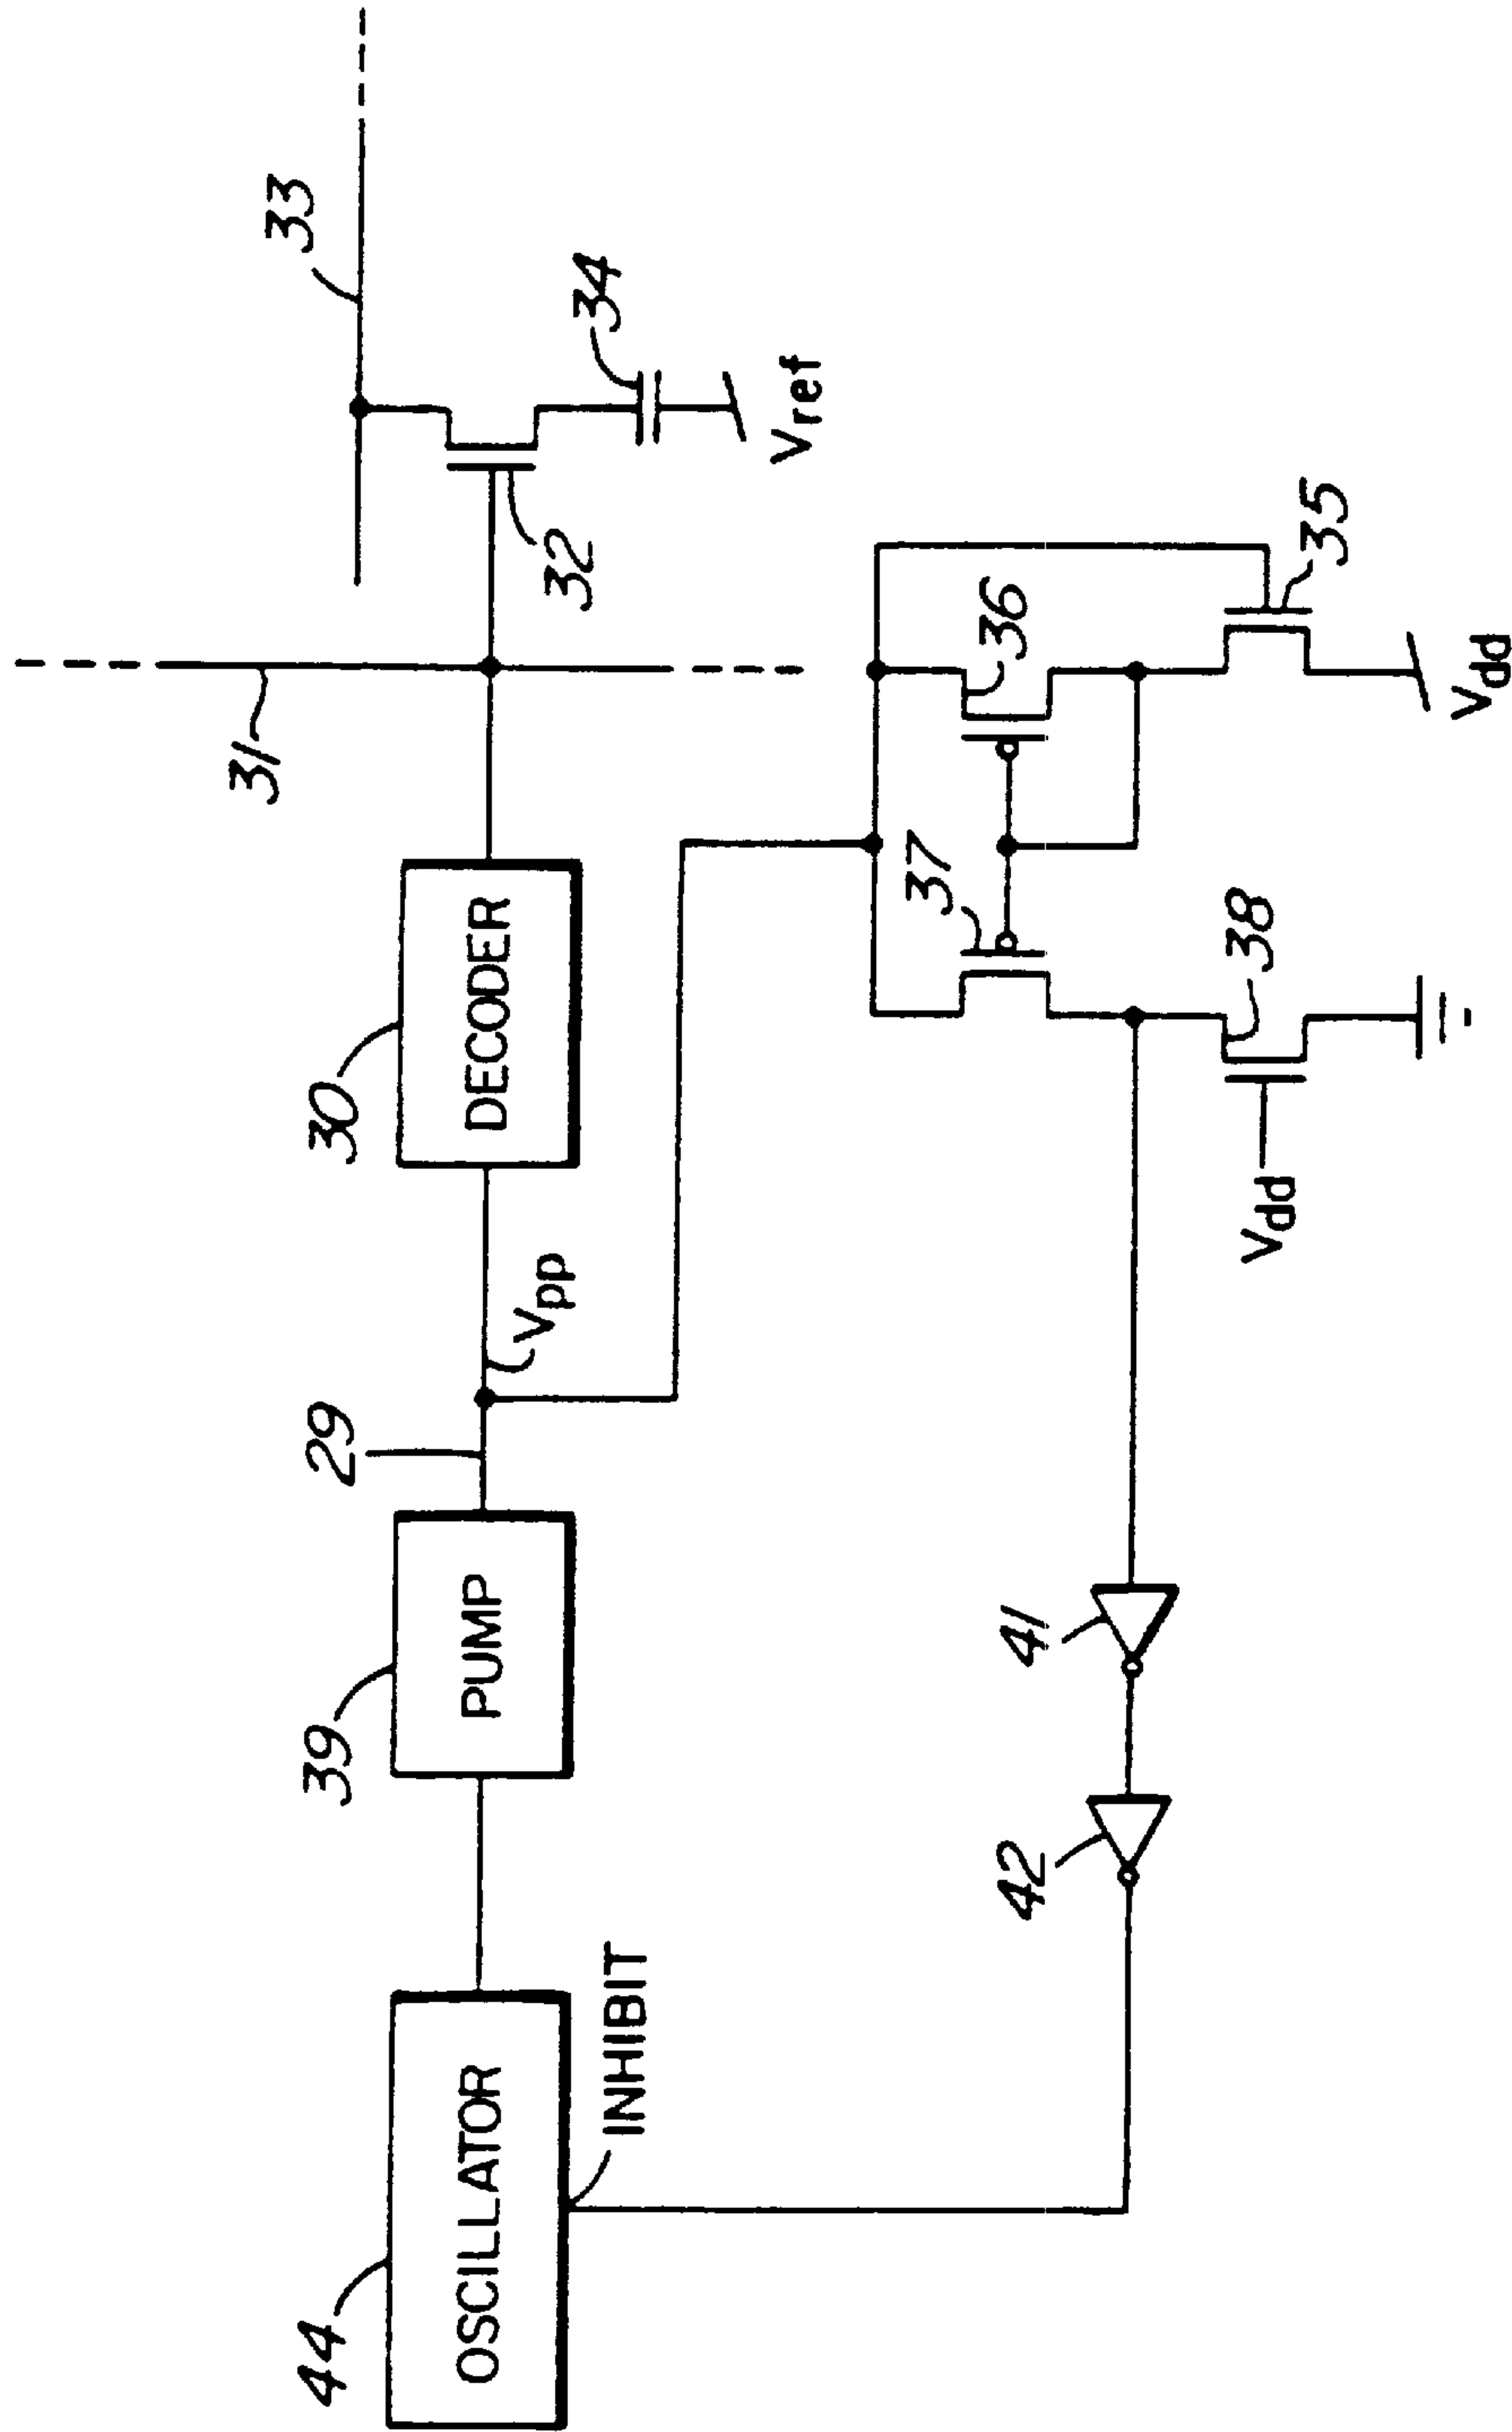 33
31
34
Vref
32
30
DECODER
Vpp
29
39
PUMP
44
OSCILLATOR
INHIBIT
36
37
35
Vdd
38
Vdd
41
42